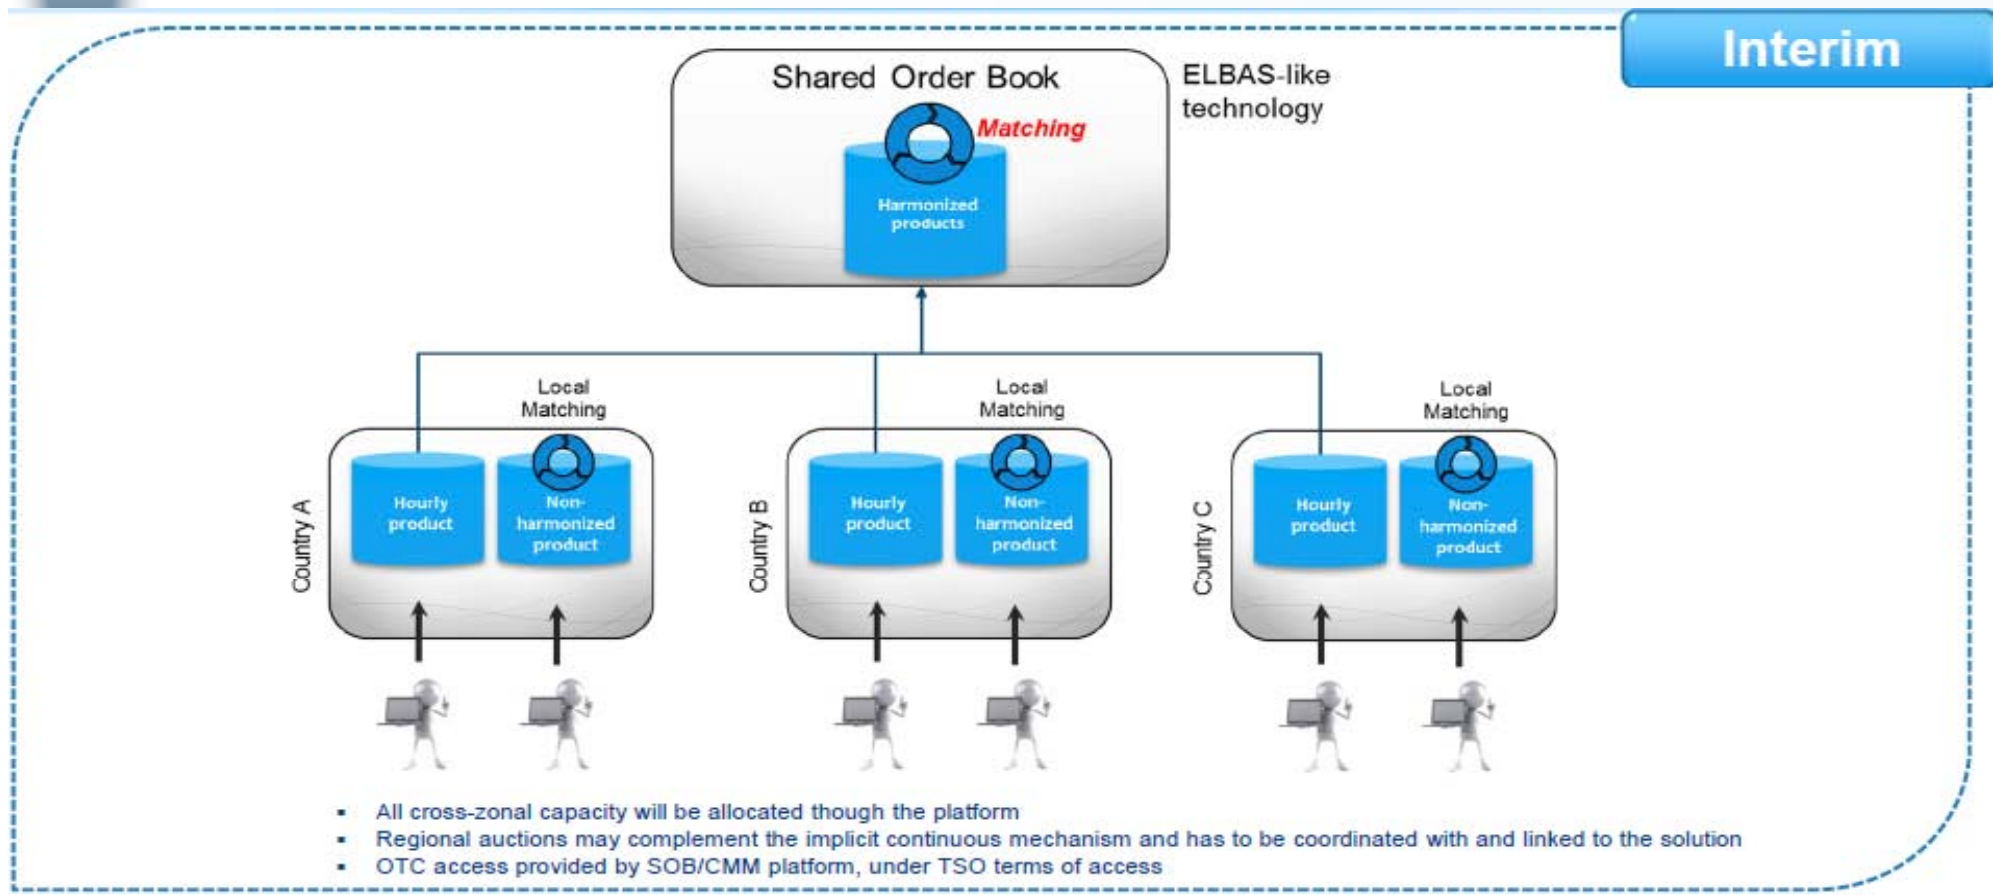 Interim
Shared Order Book
ELBAS-like
technology
Matching
Harmonized
products
Local
Matching
Local
Matching
Local
Matching
Country A
Hourly
product
Non-
harmonized
product
Country B
Hourly
product
Non-
harmonized
product
Country C
Hourly
product
Non-
harmonized
product
▪ All cross-zonal capacity will be allocated though the platform
▪ Regional auctions may complement the implicit continuous mechanism and has to be coordinated with and linked to the solution
▪ OTC access provided by SOB/CMM platform, under TSO terms of access